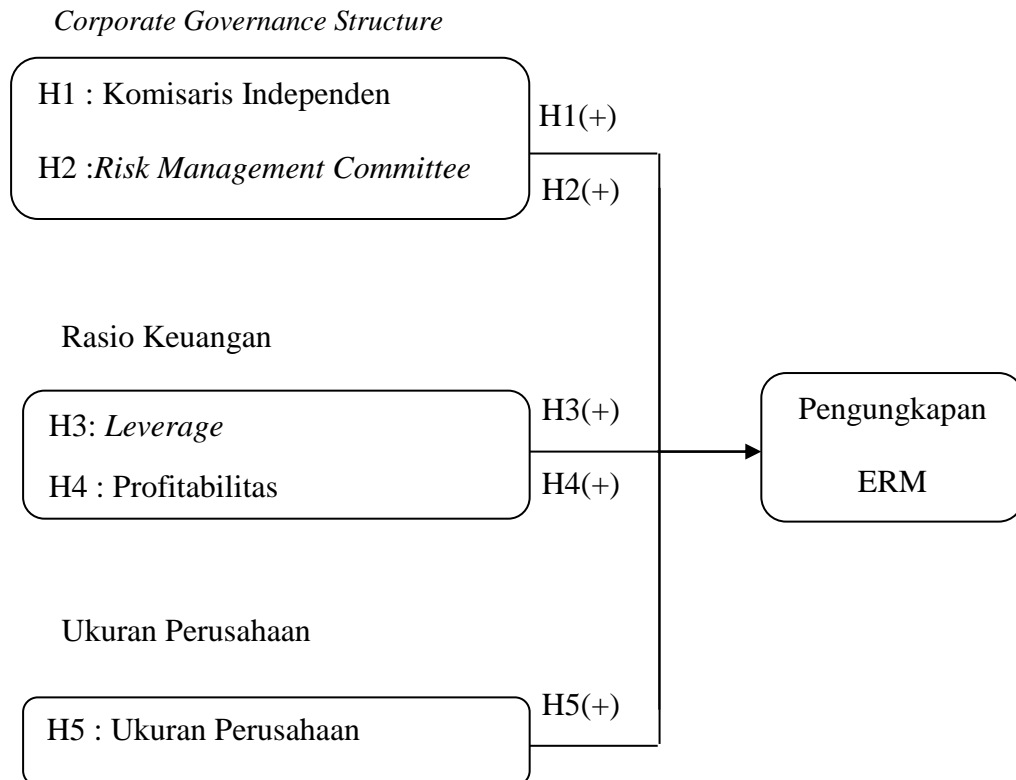 Corporate Governance Structure
H1 : Komisaris Independen
H1(+)
H2 :Risk Management Committee
H2(+)
Rasio Keuangan
H3: Leverage
H3(+)
H4 : Profitabilitas
H4(+)
Pengungkapan
ERM
Ukuran Perusahaan
H5 : Ukuran Perusahaan
H5(+)